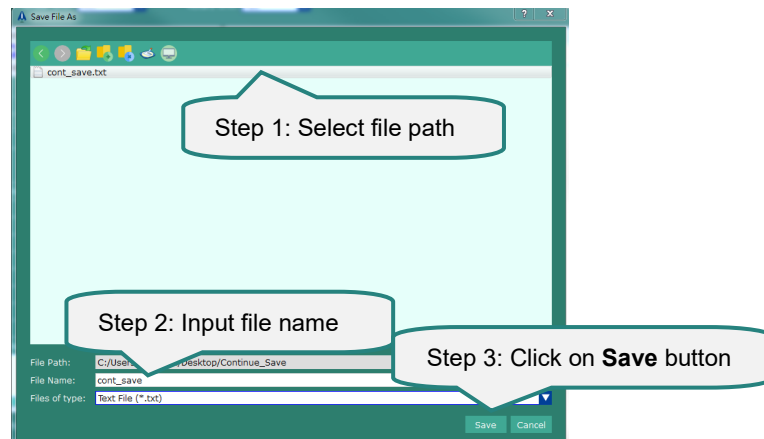 Save File As
cont_save.txt
Step 1: Select file path
Step 2: Input file name
File Path: C:/User /Desktop/Continue_Save
Step 3: Click on Save button
File Name: cont_save
Files of type: Text File (*.txt)
Save Cancel